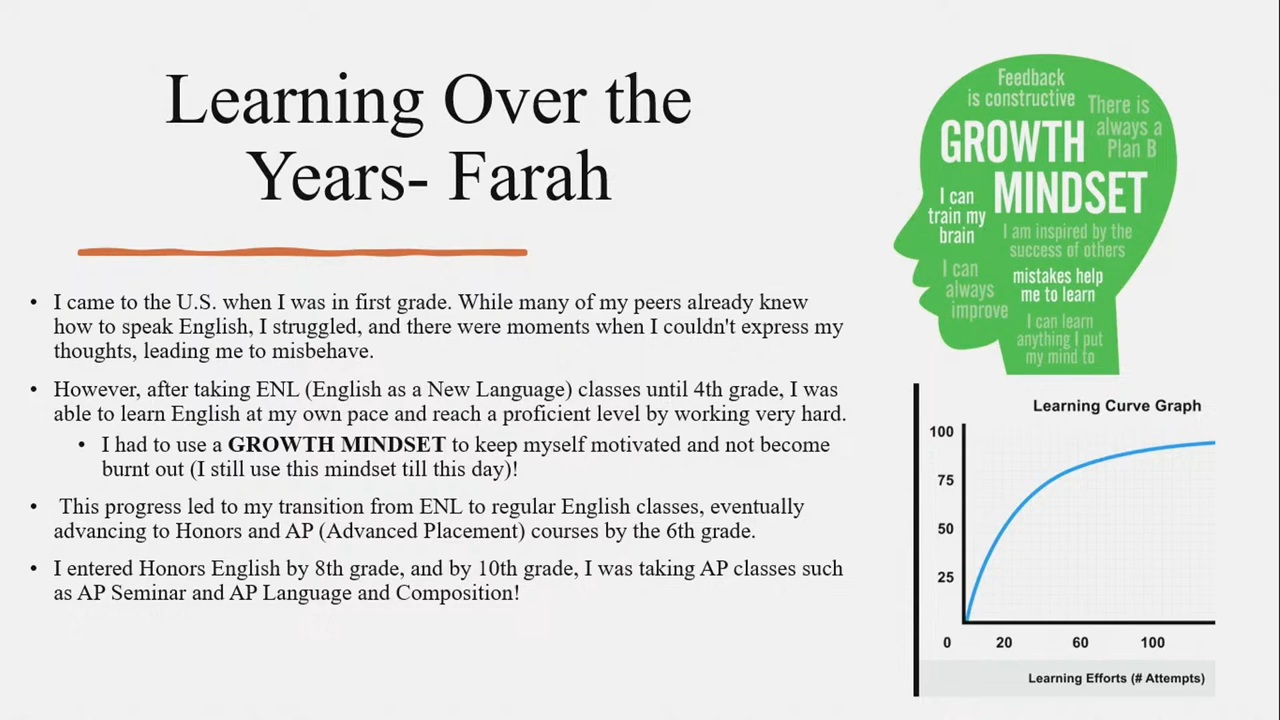 Learning Over the
Years- Farah
• I came to the U.S. when I was in first grade. While many of my peers already knew
how to speak English, I struggled, and there were moments when I couldn't express my
thoughts, leading me to misbehave.
• However, after taking ENL (English as a New Language) classes until 4th grade, I was
able to learn English at my own pace and reach a proficient level by working very hard.
• I had to use a GROWTH MINDSET to keep myself motivated and not become
burnt out (I still use this mindset till this day)!
• This progress led to my transition from ENL to regular English classes, eventually
advancing to Honors and AP (Advanced Placement) courses by the 6th grade.
• I entered Honors English by 8th grade, and by 10th grade, I was taking AP classes such
as AP Seminar and AP Language and Composition!
Feedback
is constructive
There is
always a
Plan B
GROWTH
MINDSET
I can
train my
brain
I am inspired by the
success of others
I can
always
improve
mistakes help
me to learn
I can learn
anything I put
my mind to
Learning Curve Graph
100
75
50
25
0 20 60 100
Learning Efforts (# Attempts)